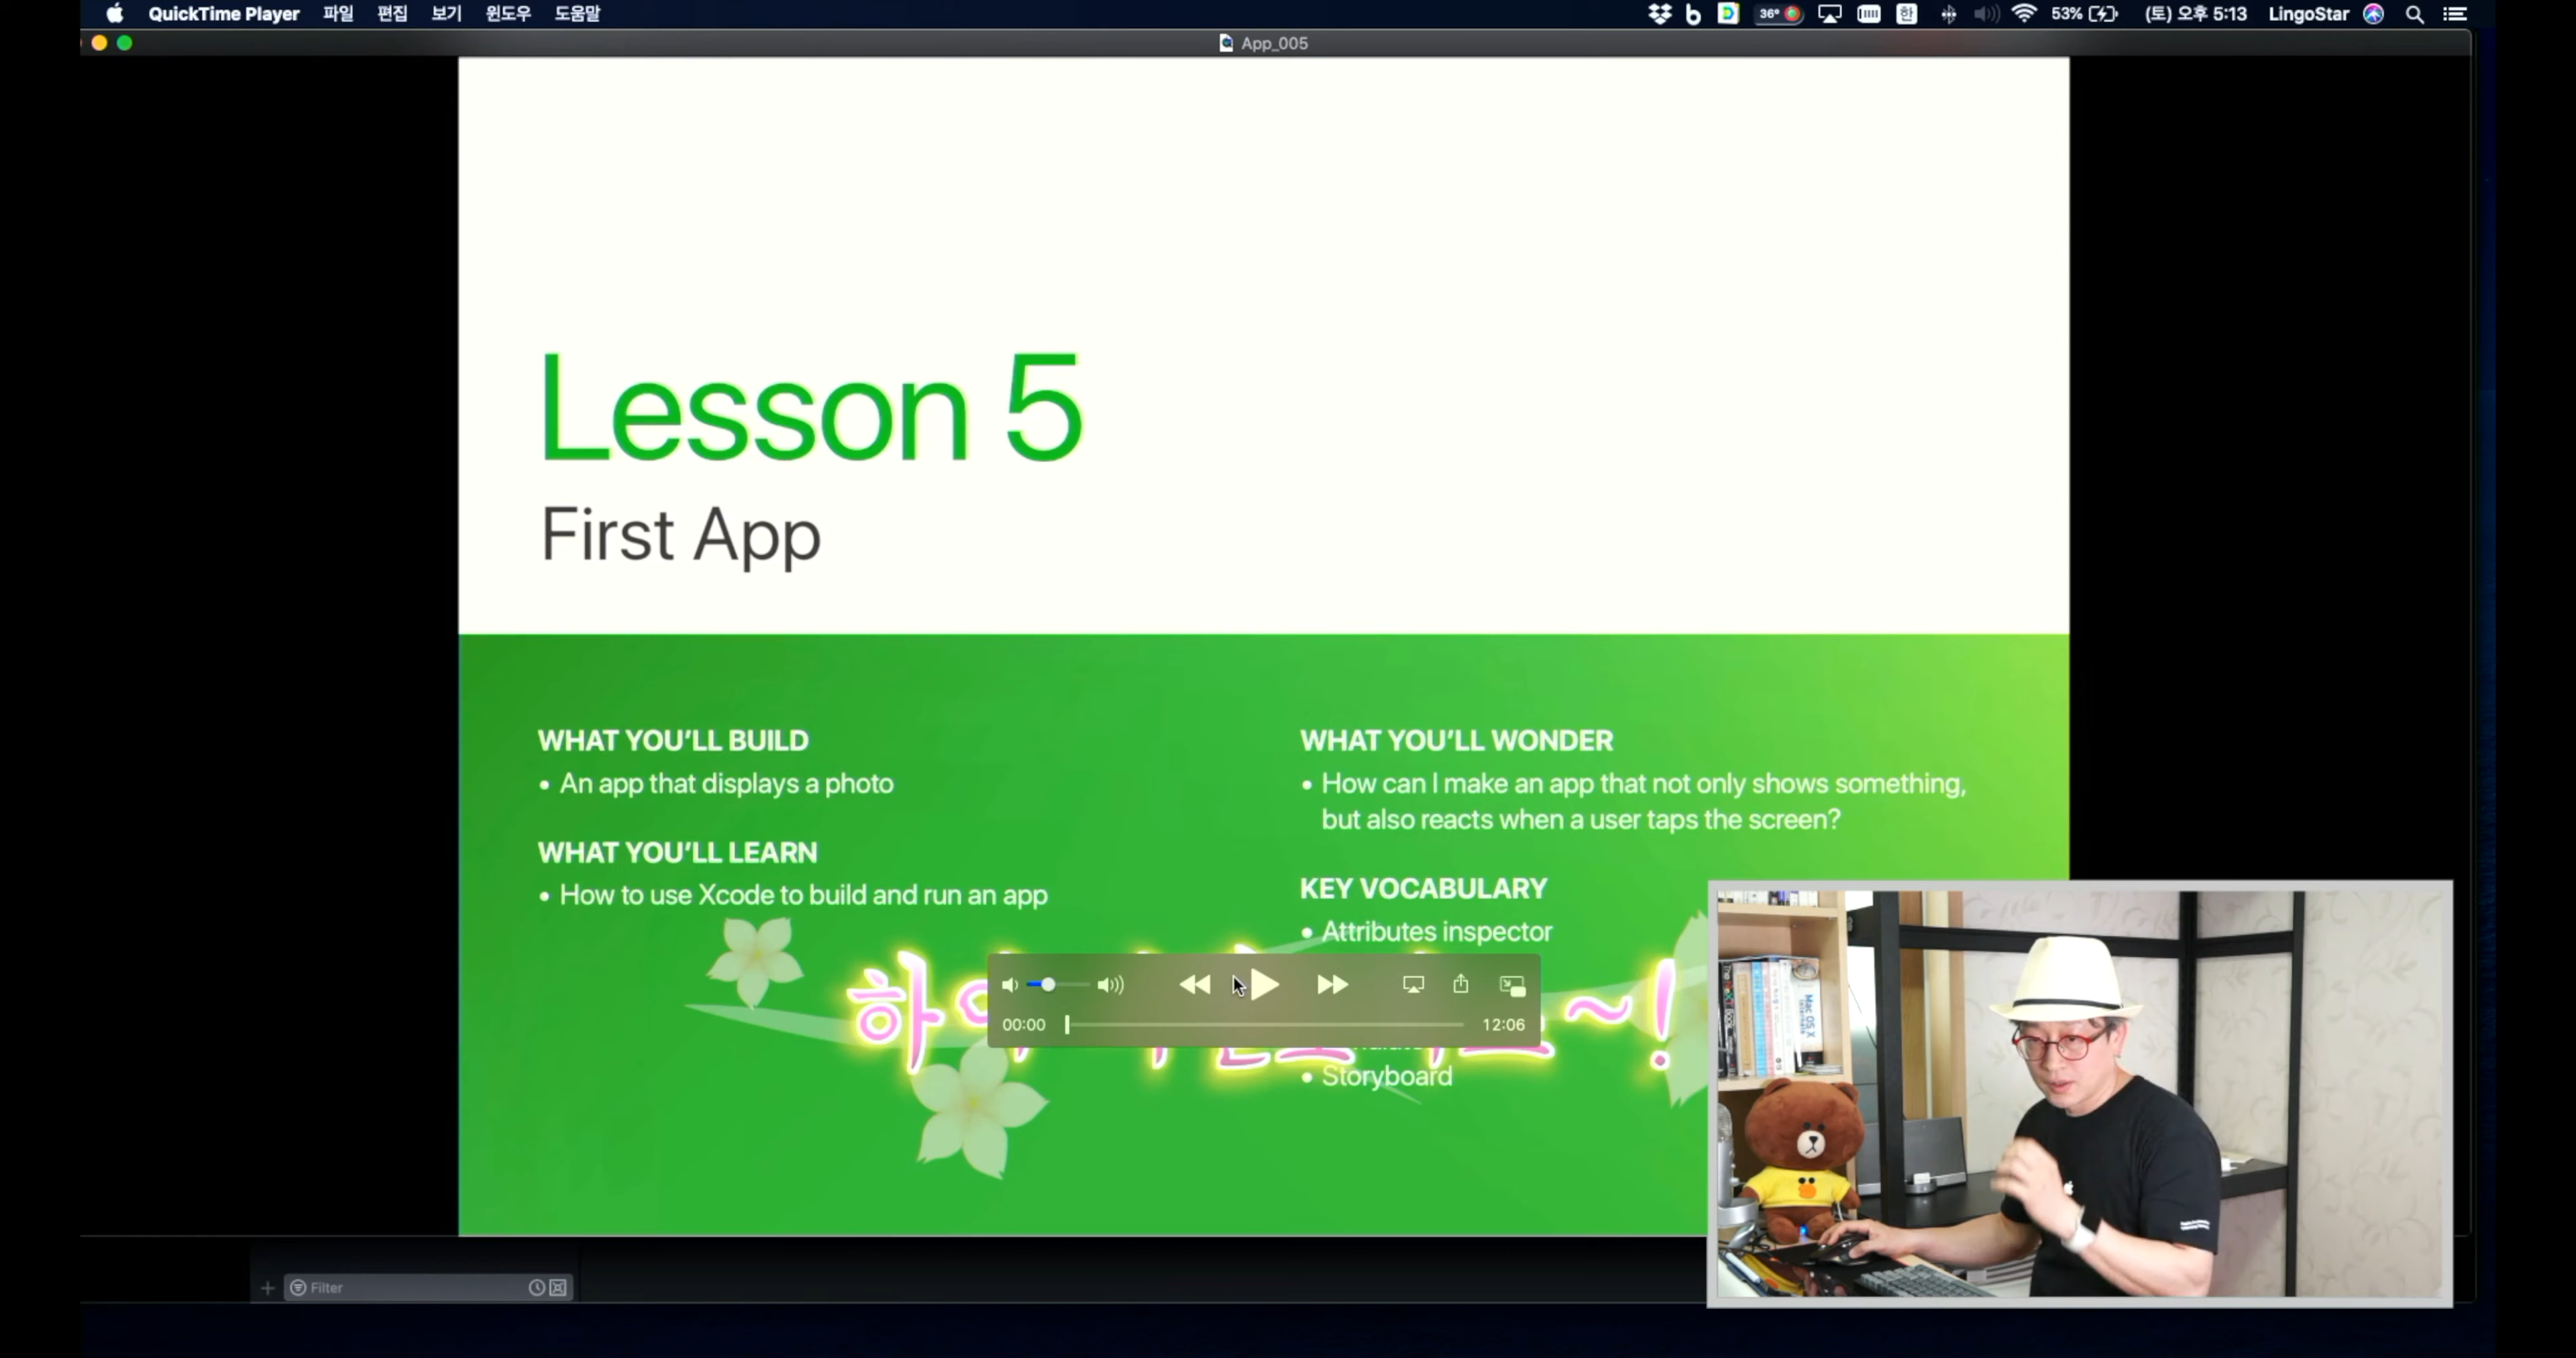 QuickTime Player 파일 편집 보기 윈도우 도움말
36° 한 53% (토) 오후 5:13 LingoStar
App_005
Lesson 5
First App
WHAT YOU'LL BUILD
• An app that displays a photo
WHAT YOU'LL LEARN
• How to use Xcode to build and run an app
WHAT YOU'LL WONDER
• How can I make an app that not only shows something,
but also reacts when a user taps the screen?
KEY VOCABULARY
• Attributes inspector
• Storyboard
~!
00:00 12:06
Filter
Mac OS X